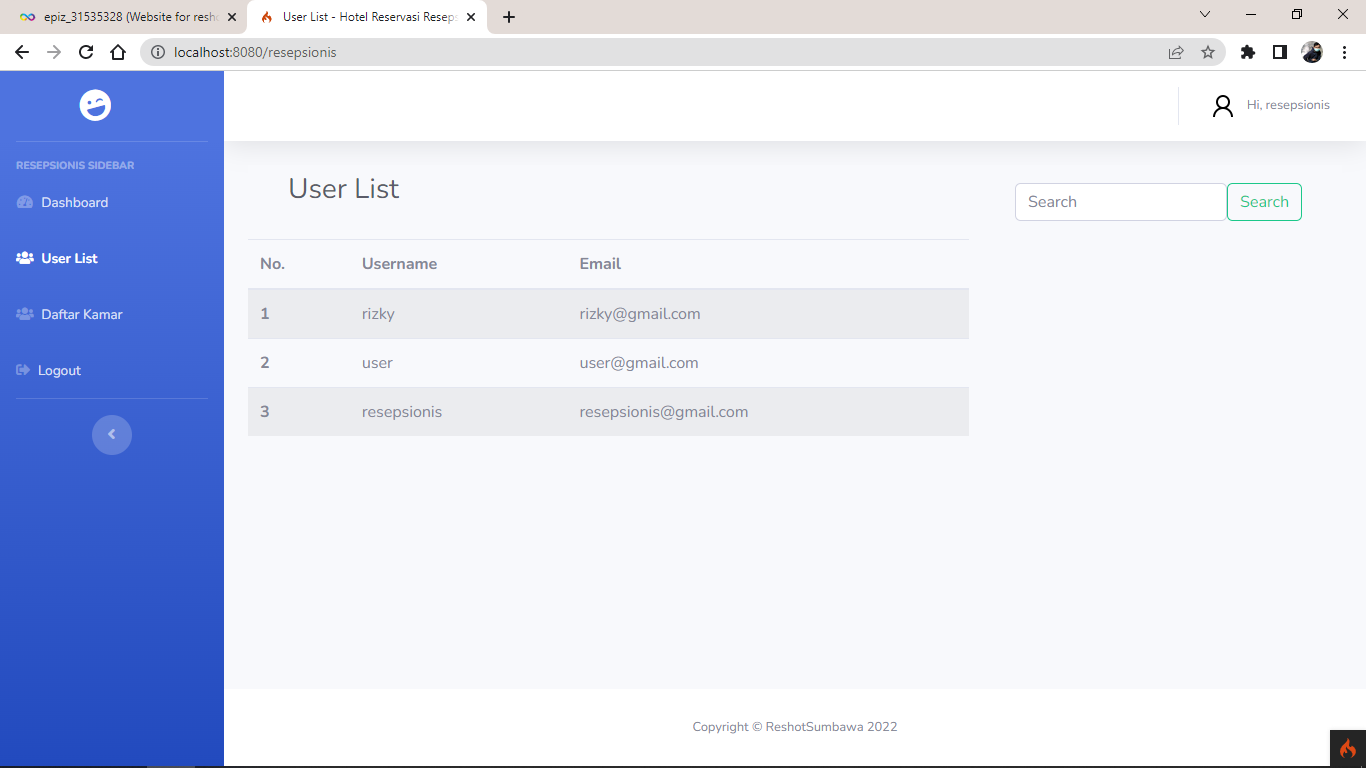 epiz_31535328 (Website for resh
User List - Hotel Reservasi Reseps
localhost:8080/resepsionis
Hi, resepsionis
RESEPSIONIS SIDEBAR
Dashboard
User List
Daftar Kamar
Logout
User List
Search Search
No. Username Email
1 rizky rizky@gmail.com
2 user user@gmail.com
3 resepsionis resepsionis@gmail.com
Copyright © ReshotSumbawa 2022